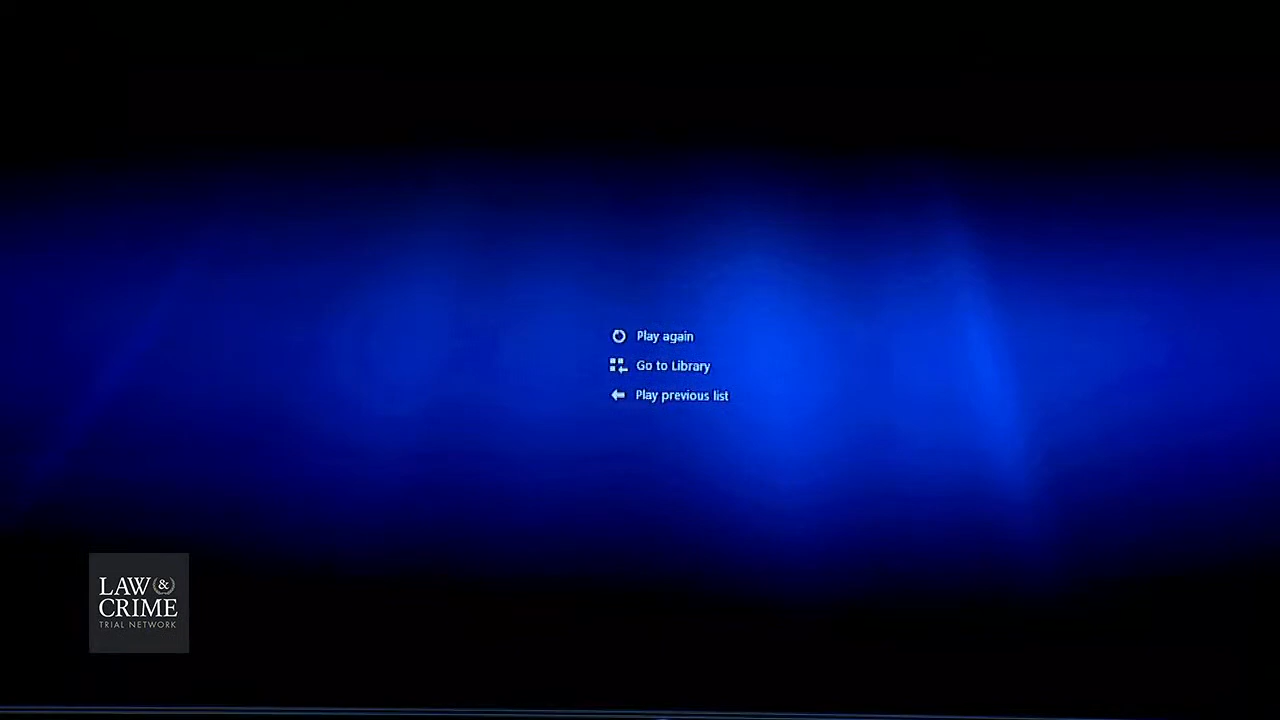 Play again
Go to Library
Play previous list
LAW &
CRIME
TRIAL NETWORK